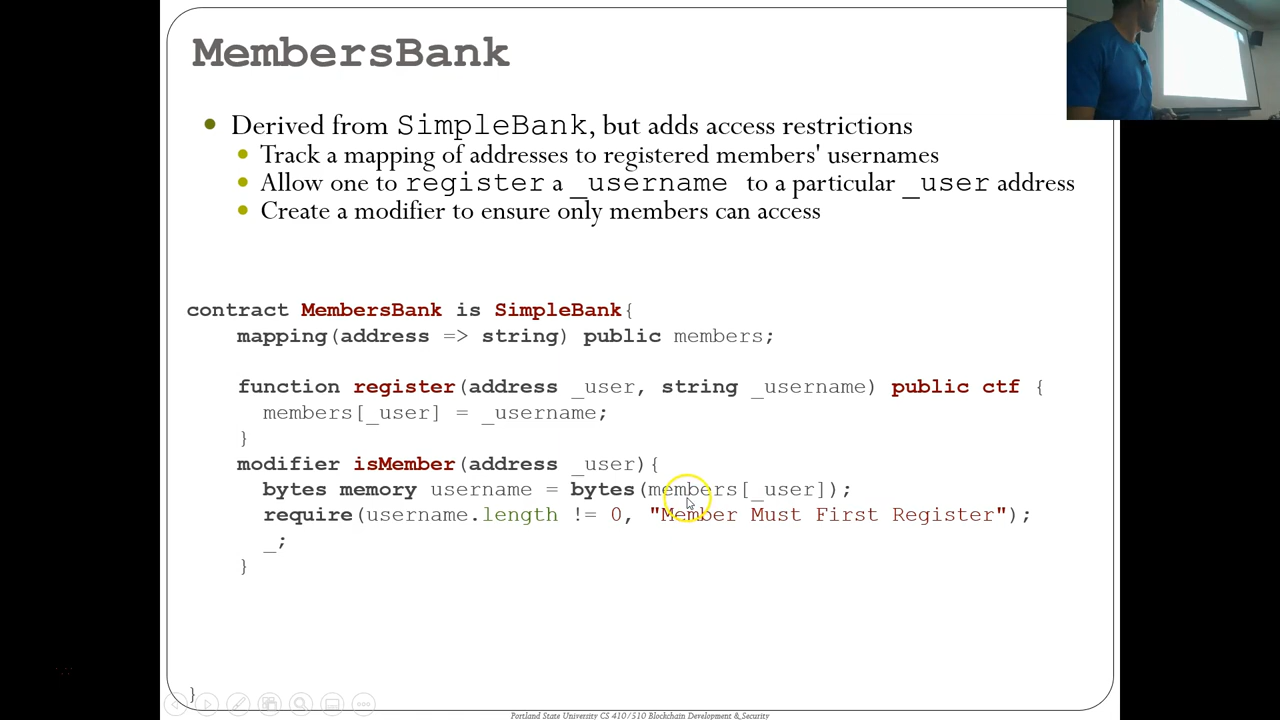 MembersBank
Derived from SimpleBank, but adds access restrictions
Track a mapping of addresses to registered members' usernames
Allow one to register a _username to a particular _user address
Create a modifier to ensure only members can access
contract MembersBank is SimpleBank{
mapping(address => string) public members;
function register(address _user, string _username) public ctf {
members[_user] = _username;
}
modifier isMember(address _user){
bytes memory username = bytes(members[_user]);
require(username.length != 0, "Member Must First Register");
_;
}
}
Portland State University CS 410/510 Blockchain Development & Security